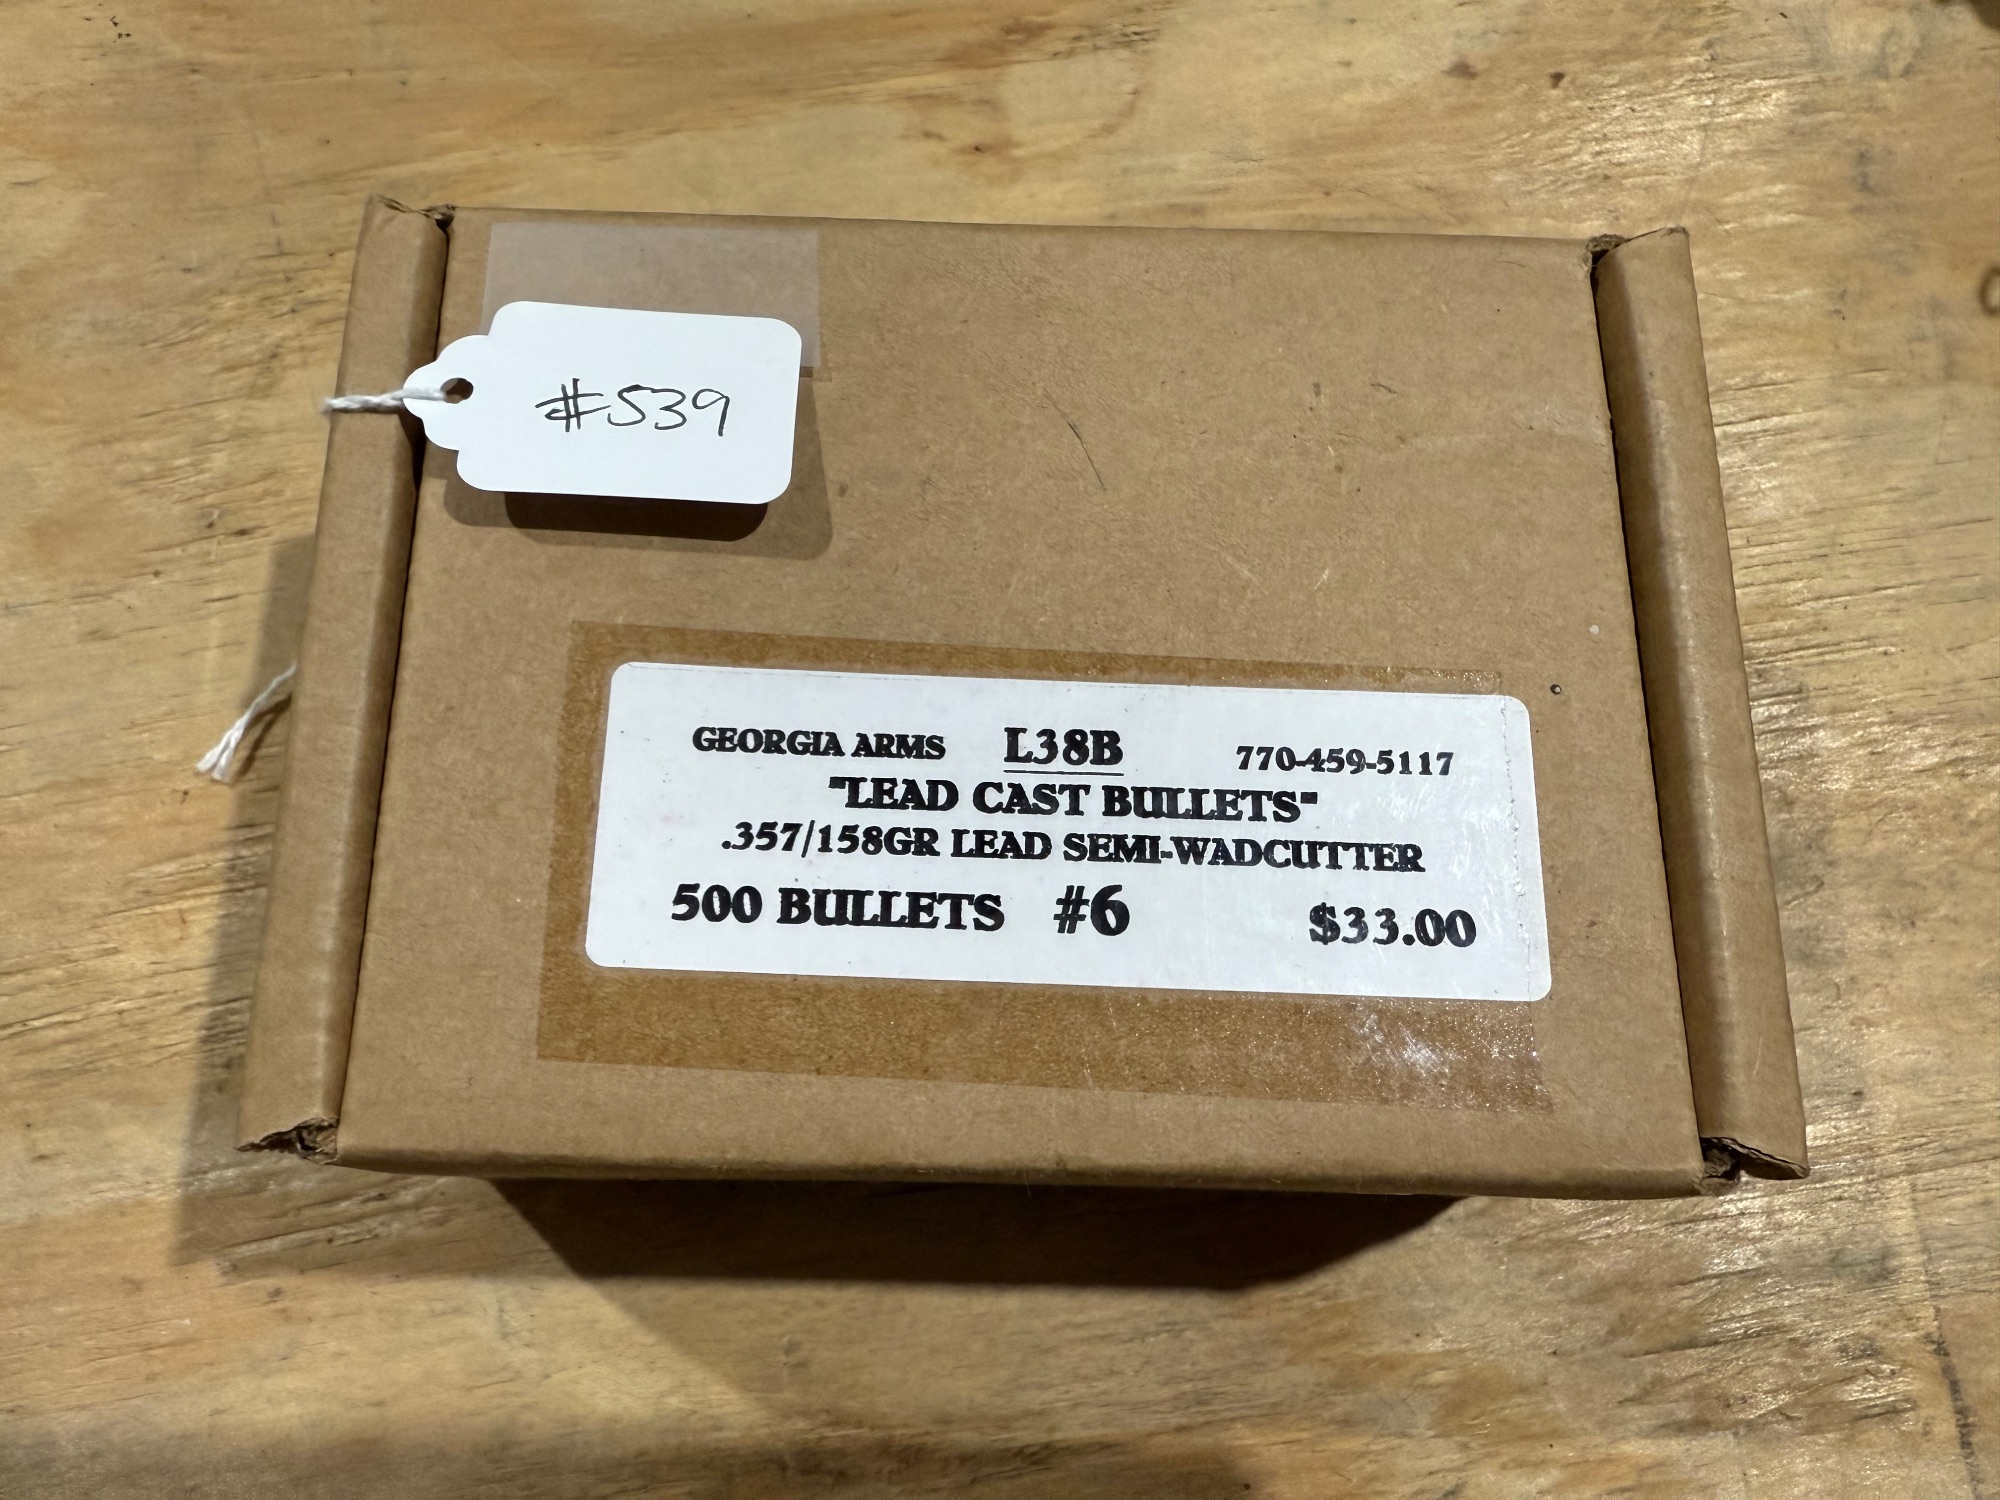 #539
GEORGIA ARMS L38B 770-459-5117
"LEAD CAST BULLETS"
.357/158GR LEAD SEMI-WADCUTTER
500 BULLETS #6 $33.00